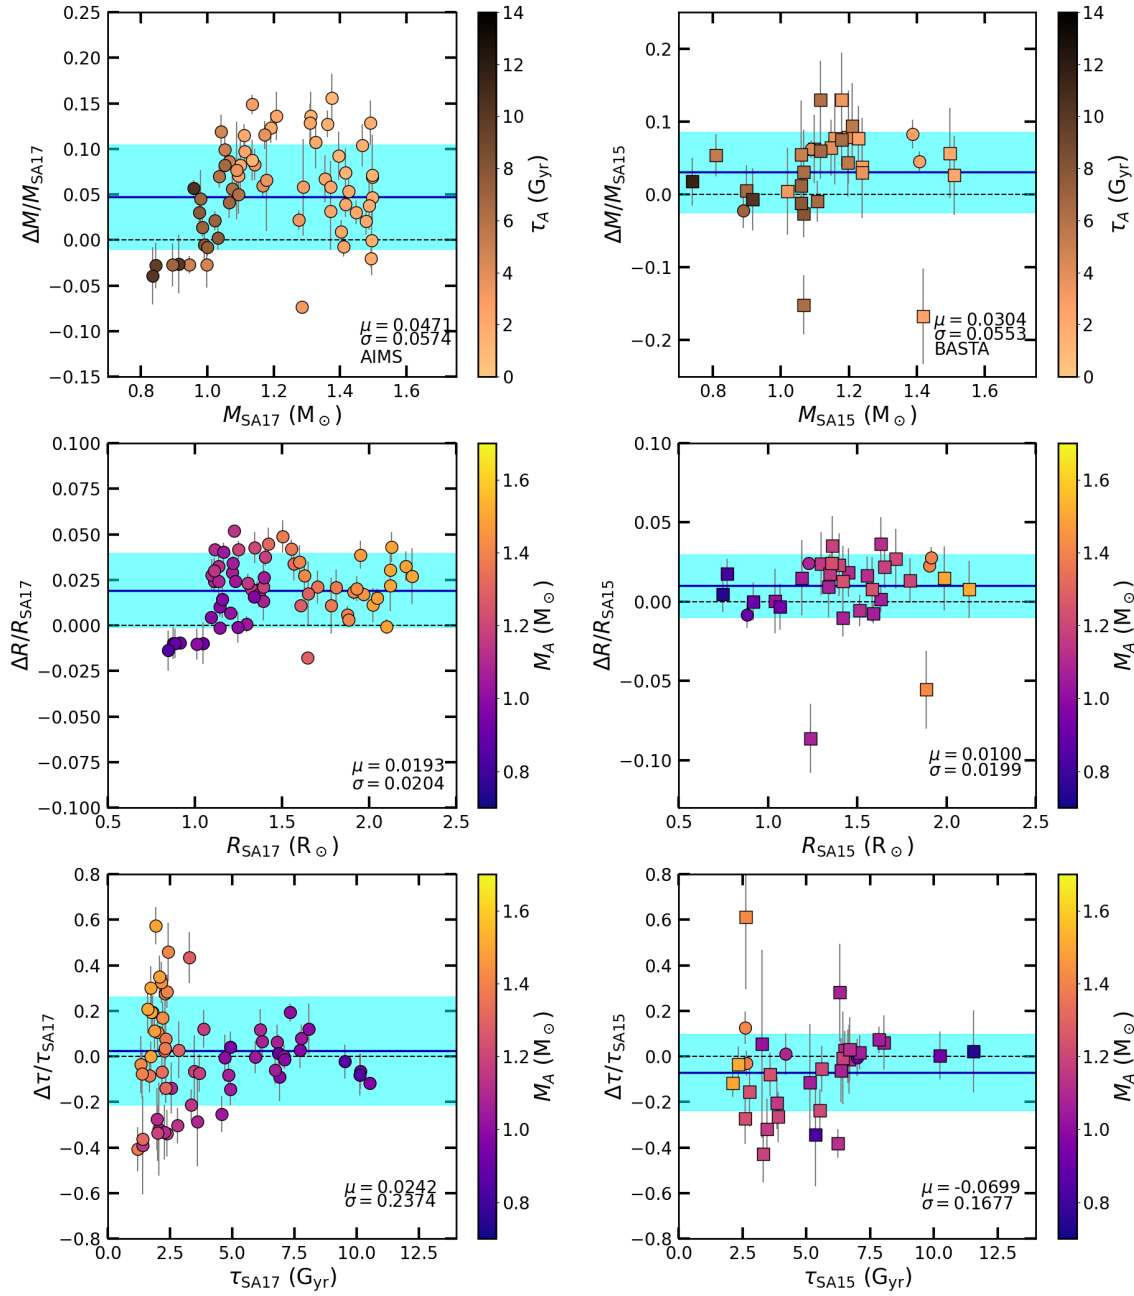 0.25
0.20
0.15
0.10
0.05
0.00
−0.05
−0.10
−0.15
ΔM/M_SA17
0.8 1.0 1.2 1.4 1.6
M_SA17 (M⊙)
μ = 0.0471
σ = 0.0574
AIMS
14
12
10
8
6
4
2
0
τ_A (Gyr)
0.2
0.1
0.0
−0.1
−0.2
ΔM/M_SA15
0.8 1.0 1.2 1.4 1.6
M_SA15 (M⊙)
μ = 0.0304
σ = 0.0553
BASTA
14
12
10
8
6
4
2
0
τ_A (Gyr)
0.100
0.075
0.050
0.025
0.000
−0.025
−0.050
−0.075
−0.100
ΔR/R_SA17
0.5 1.0 1.5 2.0 2.5
R_SA17 (R⊙)
μ = 0.0193
σ = 0.0204
1.6
1.4
1.2
1.0
0.8
M_A (M⊙)
0.10
0.05
0.00
−0.05
−0.10
ΔR/R_SA15
0.5 1.0 1.5 2.0 2.5
R_SA15 (R⊙)
μ = 0.0100
σ = 0.0199
1.6
1.4
1.2
1.0
0.8
M_A (M⊙)
0.8
0.6
0.4
0.2
0.0
−0.2
−0.4
−0.6
−0.8
Δτ/τ_SA17
0.0 2.5 5.0 7.5 10.0 12.5
τ_SA17 (Gyr)
μ = 0.0242
σ = 0.2374
1.6
1.4
1.2
1.0
0.8
M_A (M⊙)
0.8
0.6
0.4
0.2
0.0
−0.2
−0.4
−0.6
−0.8
Δτ/τ_SA15
0.0 2.5 5.0 7.5 10.0 12.5
τ_SA15 (Gyr)
μ = -0.0699
σ = 0.1677
1.6
1.4
1.2
1.0
0.8
M_A (M⊙)